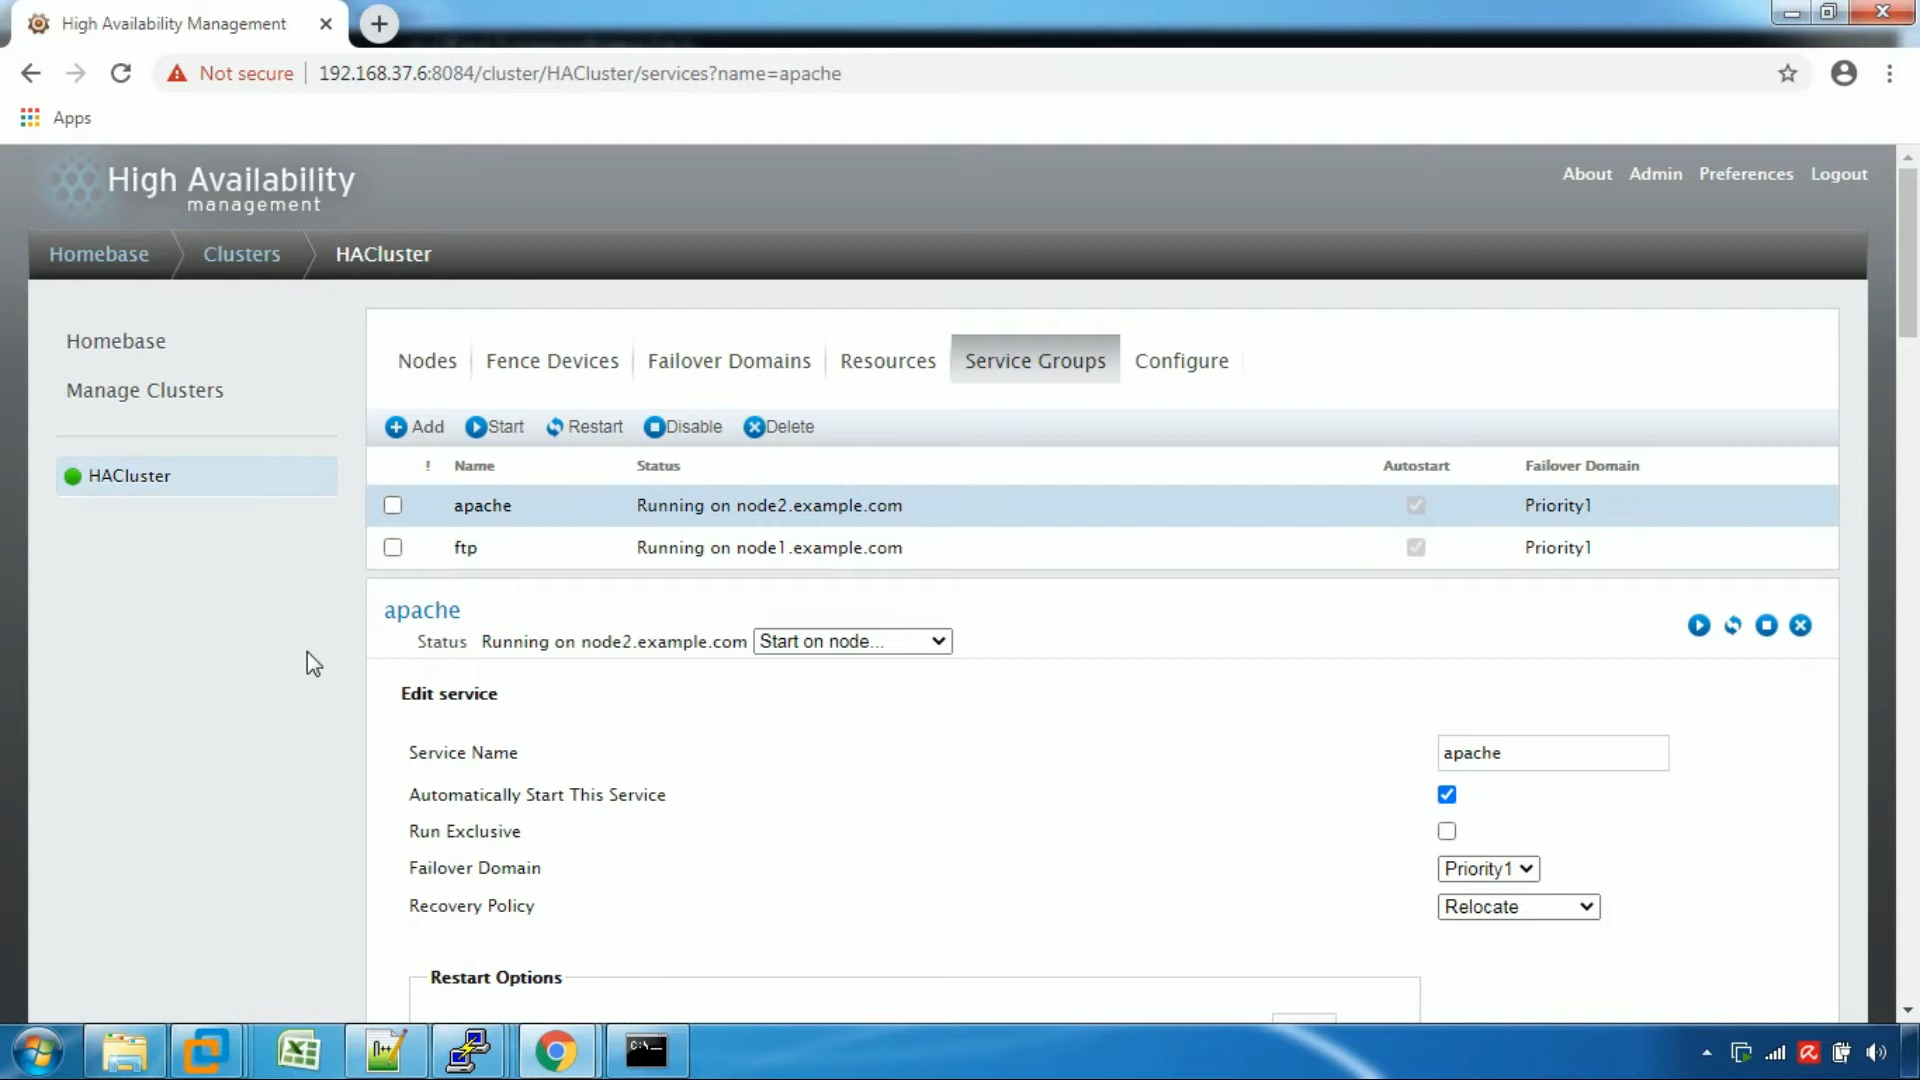 High Availability Management
Not secure
192.168.37.6:8084/cluster/HACluster/services?name=apache
Apps
High Availability
management
About Admin Preferences Logout
Homebase Clusters HACluster
Homebase
Manage Clusters
HACluster
Nodes Fence Devices Failover Domains Resources Service Groups Configure
Add Start Restart Disable Delete
! Name Status Autostart Failover Domain
apache Running on node2.example.com Priority1
ftp Running on node1.example.com Priority1
apache
Status Running on node2.example.com Start on node...
Edit service
Service Name apache
Automatically Start This Service
Run Exclusive
Failover Domain Priority1
Recovery Policy Relocate
Restart Options
C:\